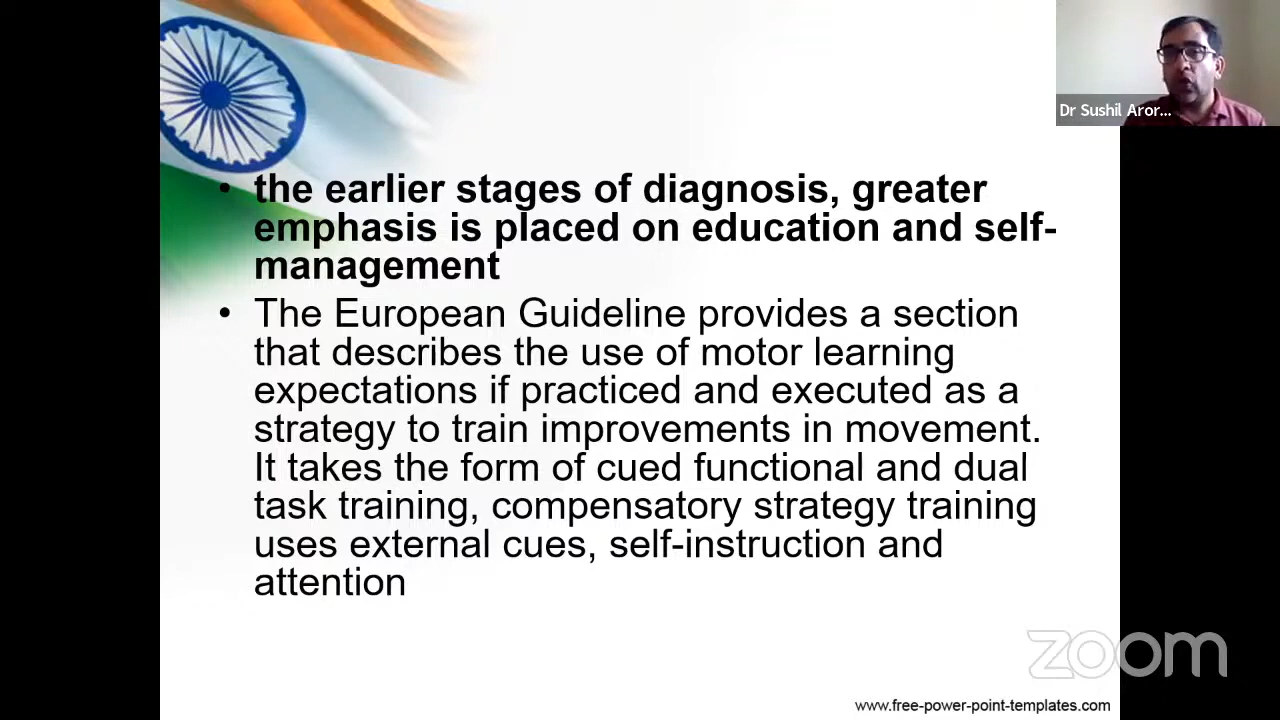 Dr Sushil Aror...
• the earlier stages of diagnosis, greater
emphasis is placed on education and self-
management
• The European Guideline provides a section
that describes the use of motor learning
expectations if practiced and executed as a
strategy to train improvements in movement.
It takes the form of cued functional and dual
task training, compensatory strategy training
uses external cues, self-instruction and
attention
zoom
www.free-power-point-templates.com